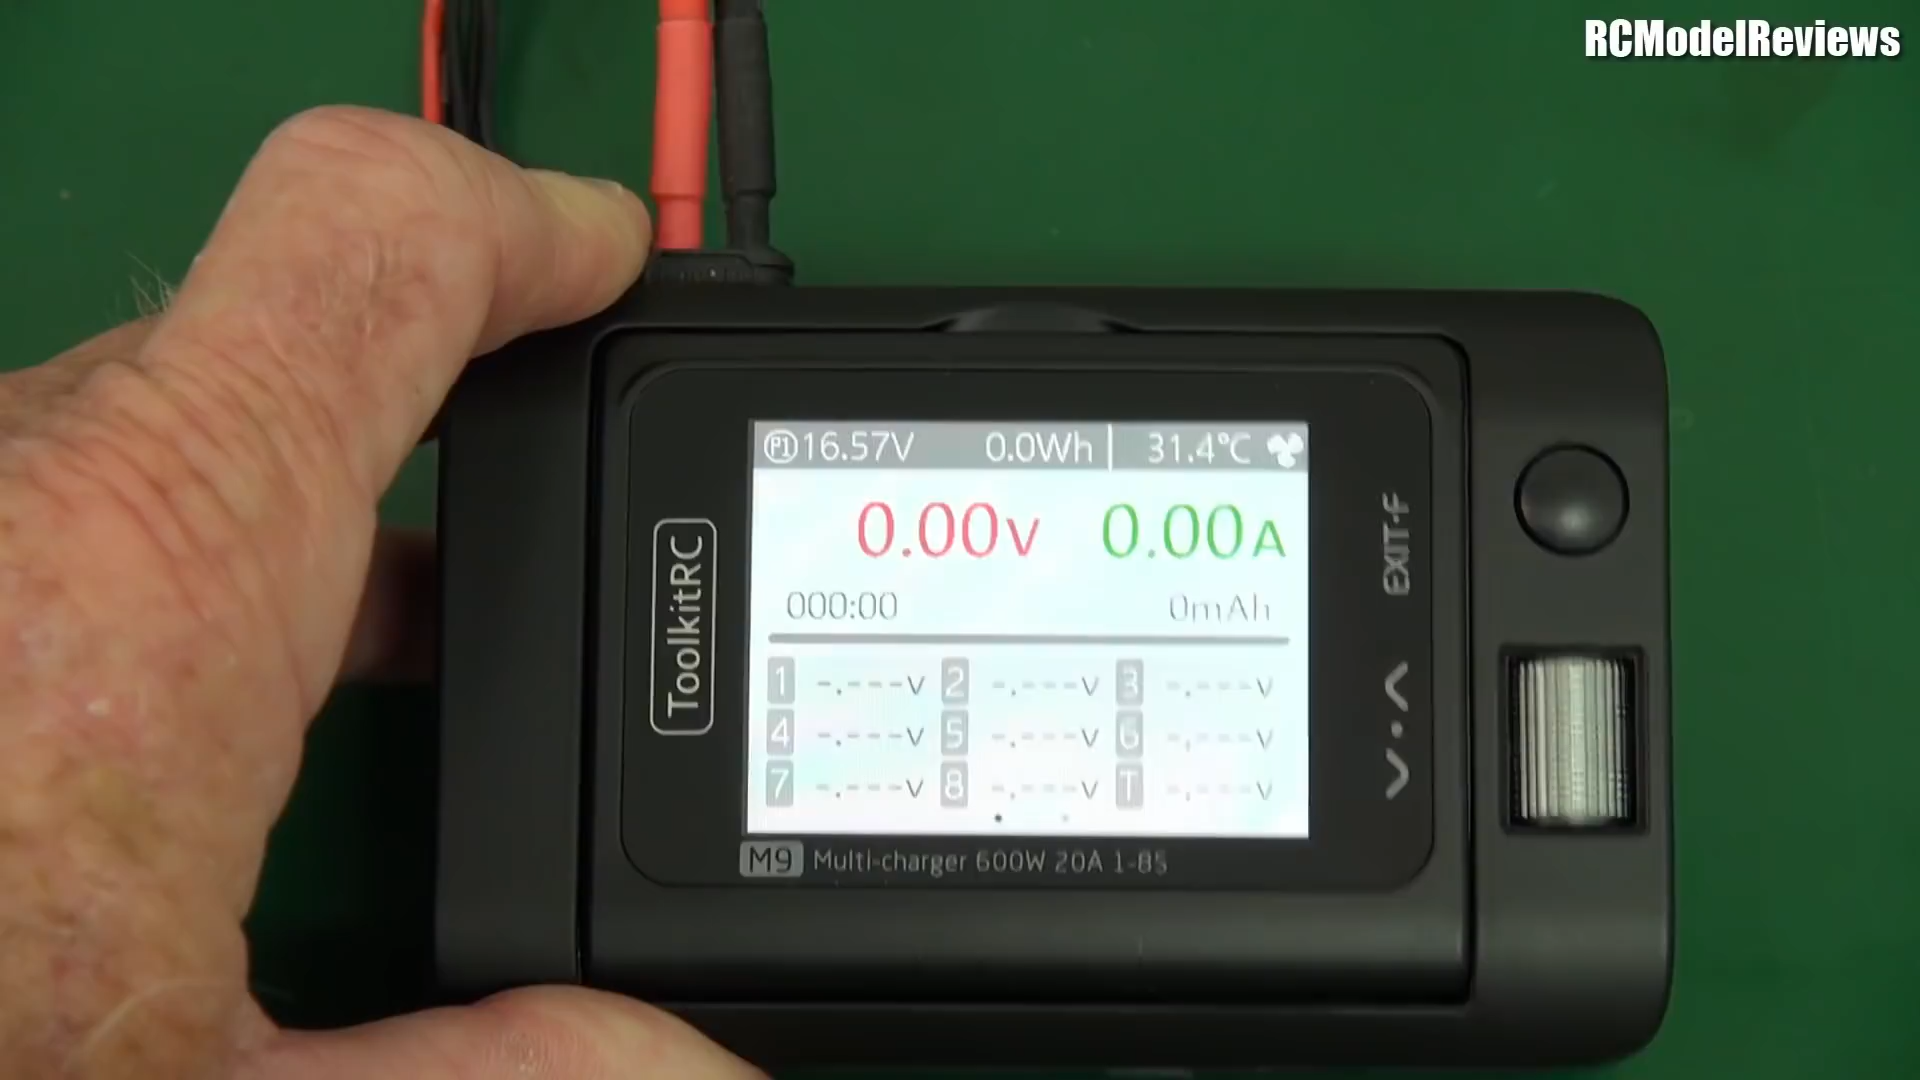 RCModelReviews
P1 16.57V 0.0Wh 31.4°C
0.00V 0.00A
000:00 0mAh
1 -.---V 2 -.---V 3 -.---V
4 -.---V 5 -.---V 6 -.---V
7 -.---V 8 -.---V T -.---V
ToolkitRC
EXIT·f
M9 Multi-charger 600W 20A 1-8S